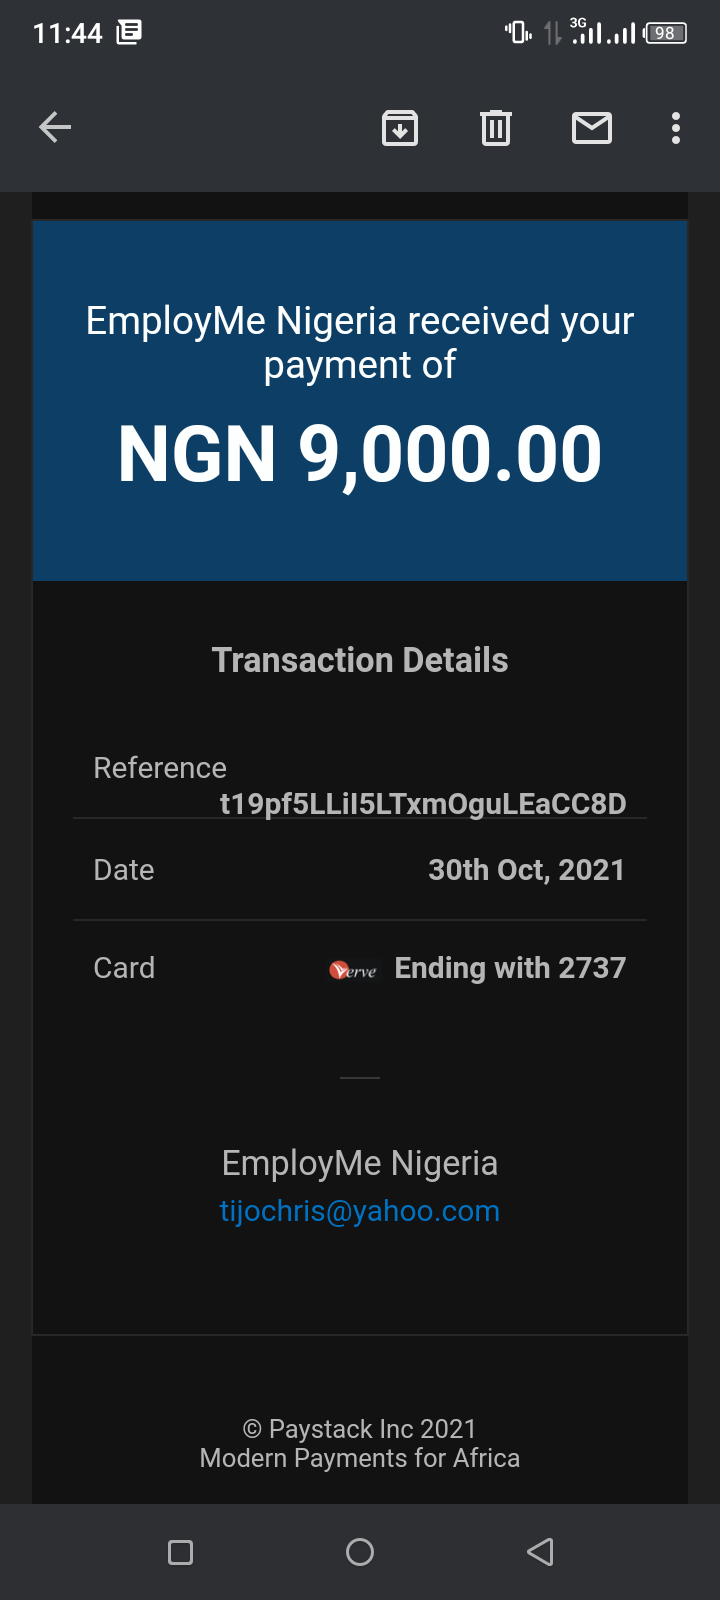 11:44
3G
98
EmployMe Nigeria received your
payment of
NGN 9,000.00
Transaction Details
Reference
t19pf5LLiI5LTxmOguLEaCC8D
Date 30th Oct, 2021
Card Verve Ending with 2737
EmployMe Nigeria
tijochris@yahoo.com
© Paystack Inc 2021
Modern Payments for Africa